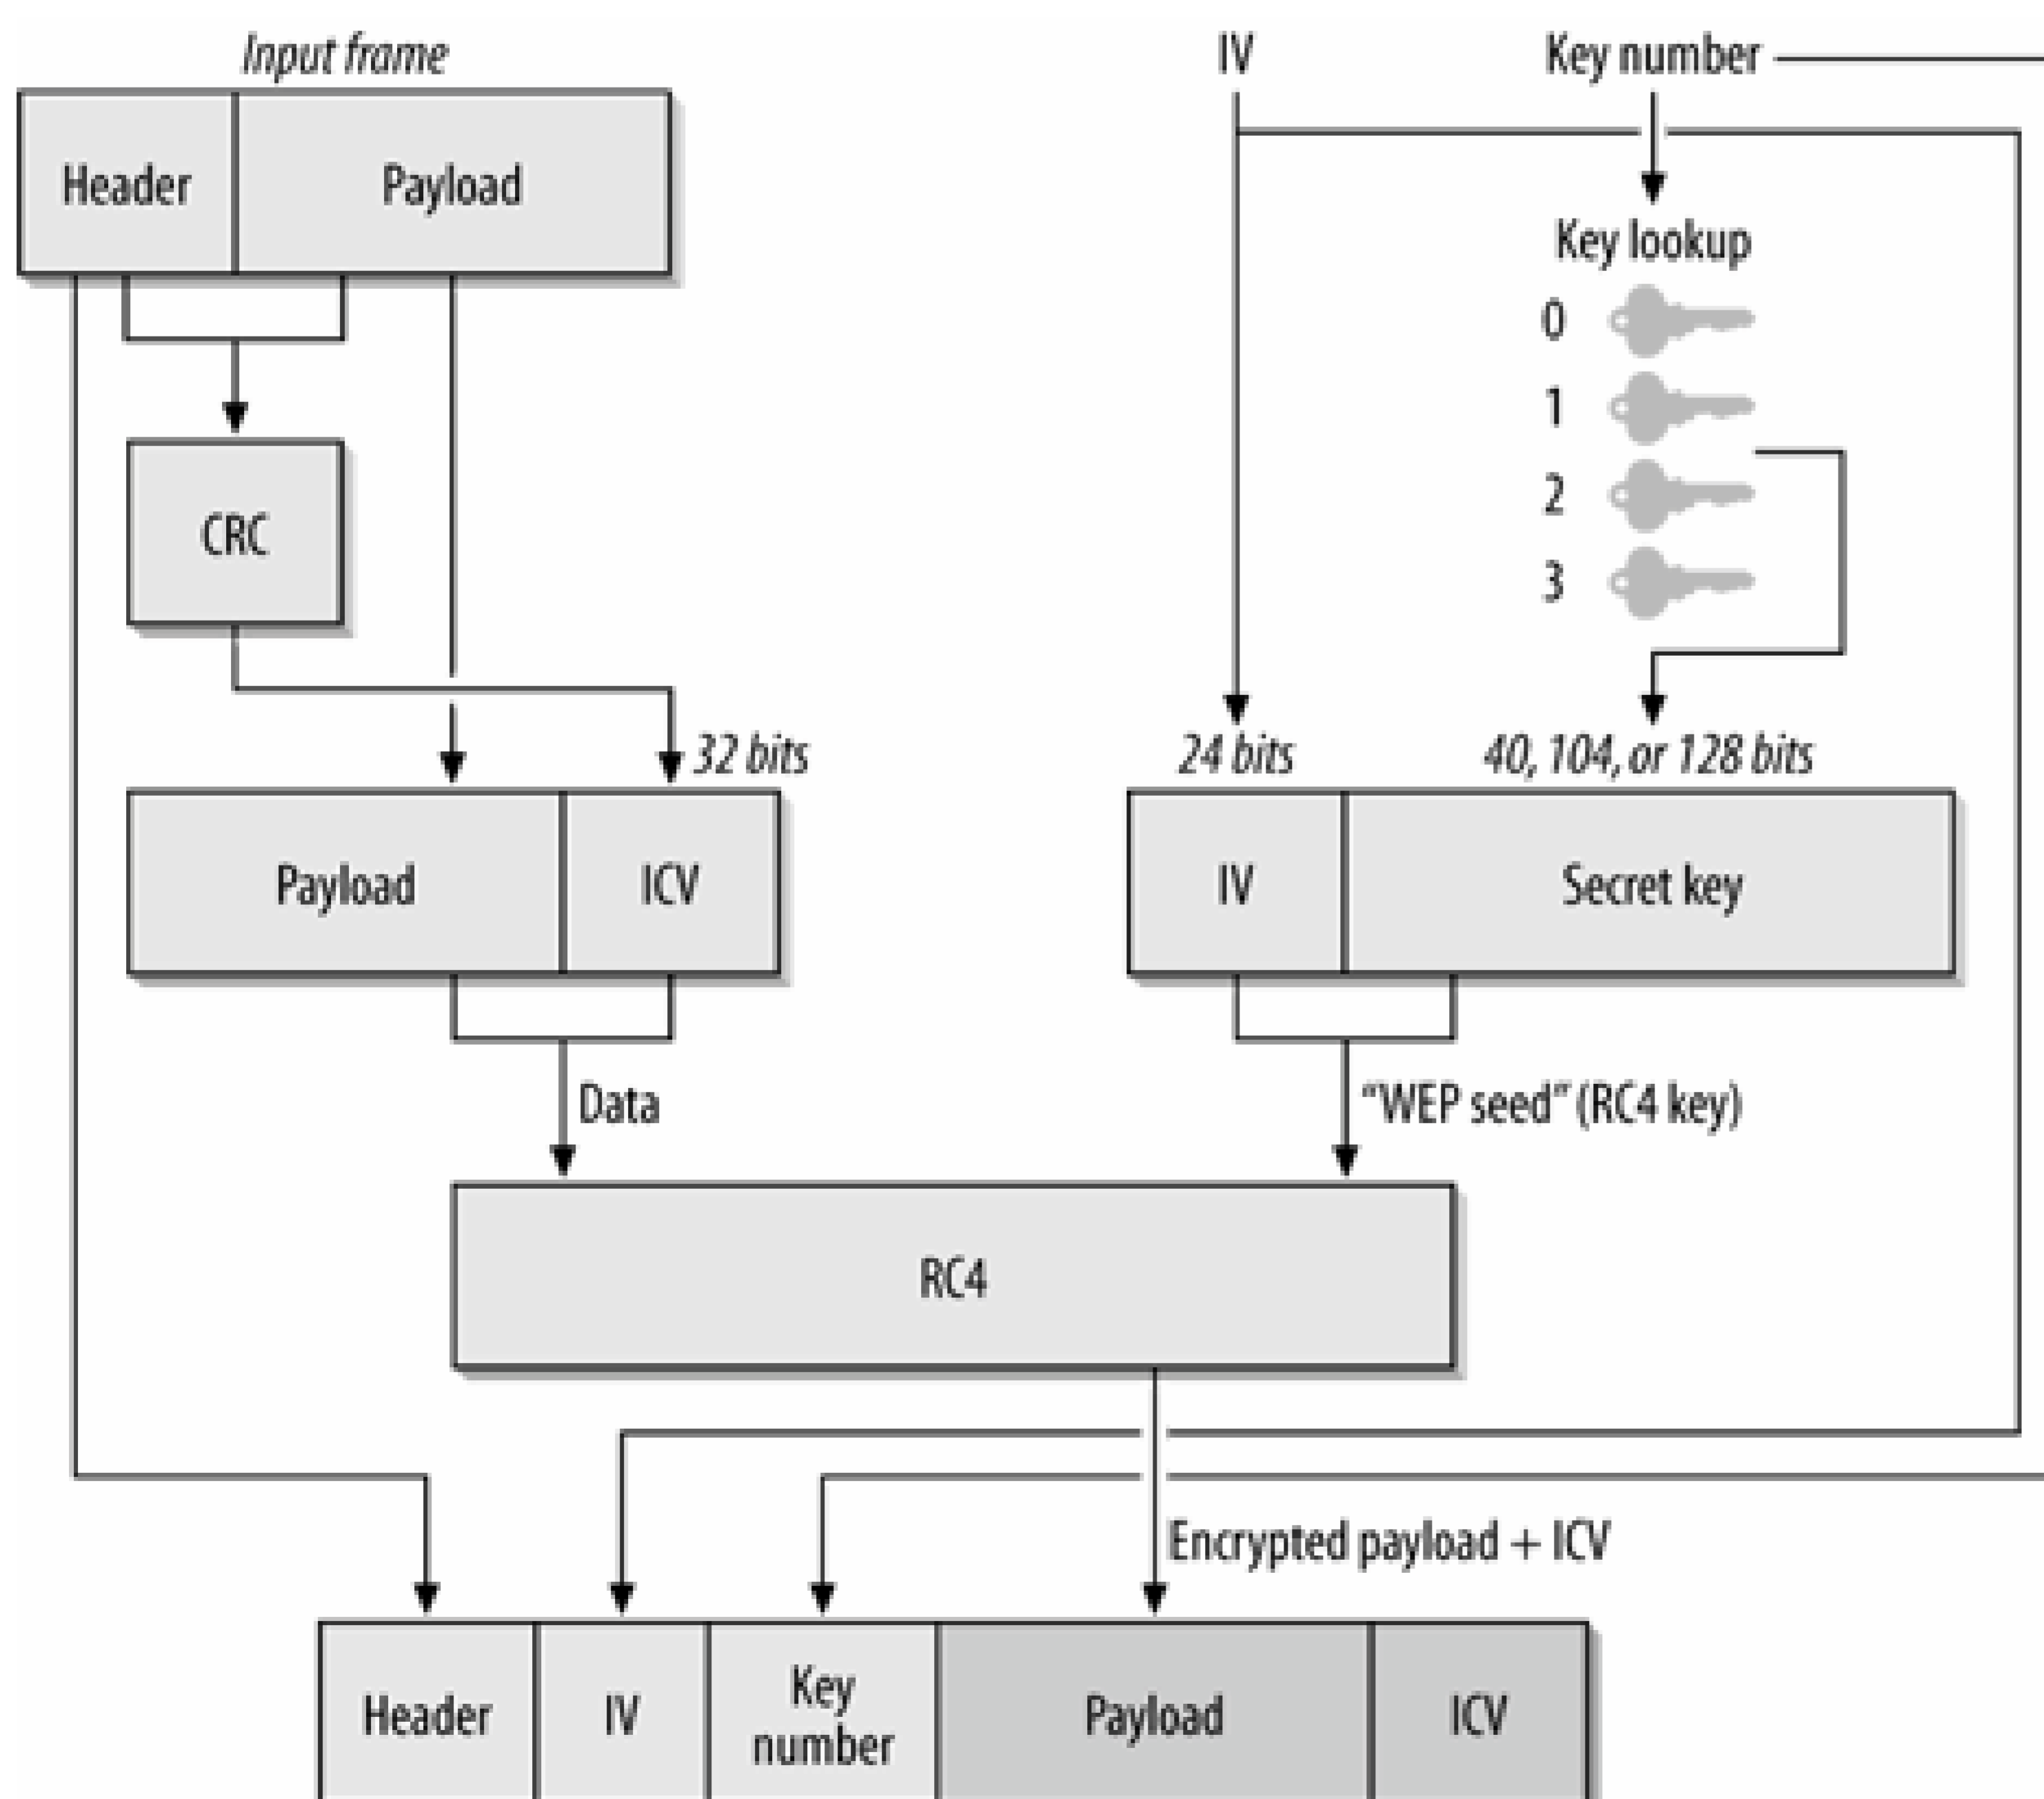 Input frame
IV
Key number
Header
Payload
Key lookup
0
1
2
3
CRC
32 bits
24 bits
40, 104, or 128 bits
Payload
ICV
IV
Secret key
Data
“WEP seed” (RC4 key)
RC4
Encrypted payload + ICV
Header
IV
Key
number
Payload
ICV